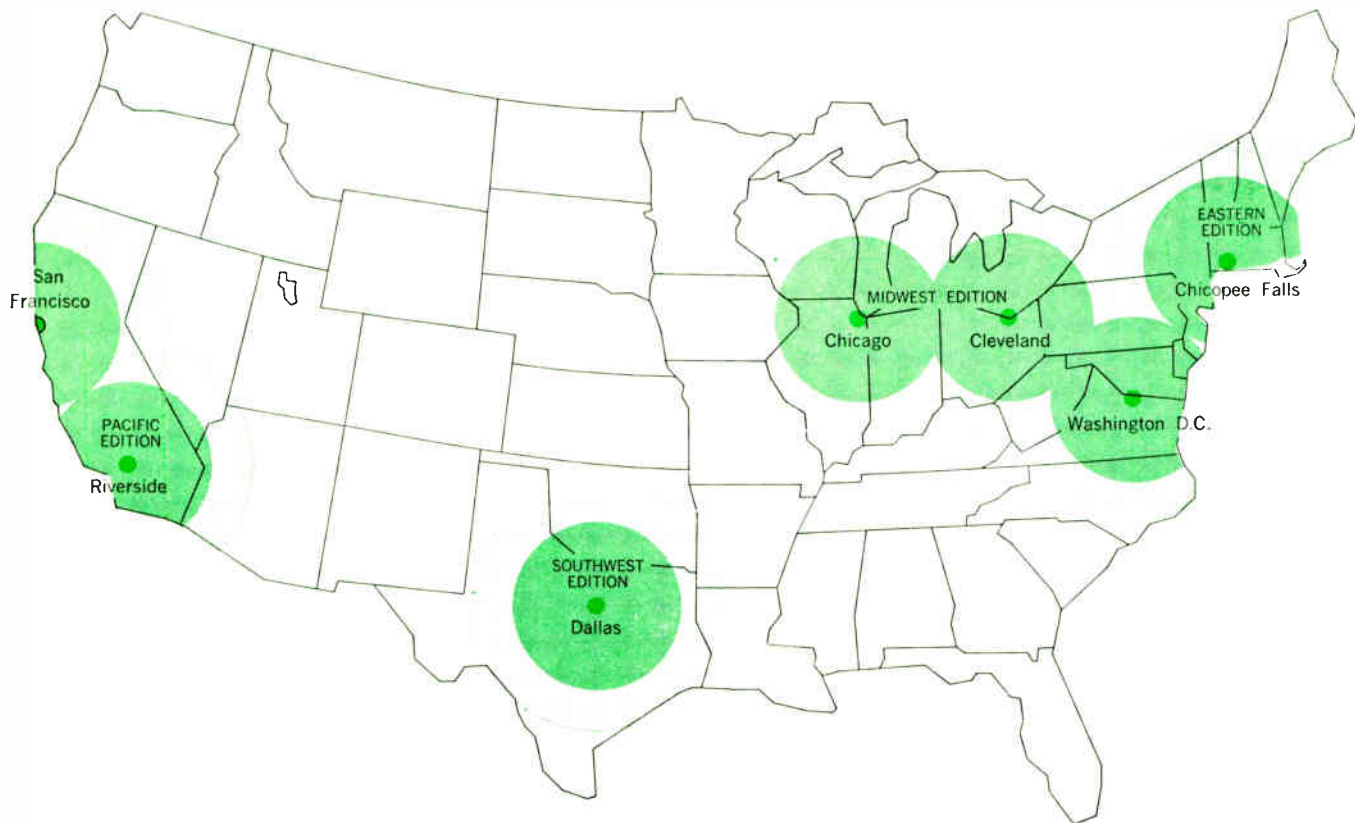 San
Francisco
PACIFIC
EDITION
Riverside
SOUTHWEST
EDITION
Dallas
MIDWEST EDITION
Chicago
Cleveland
EASTERN
EDITION
Chicopee Falls
Washington D.C.